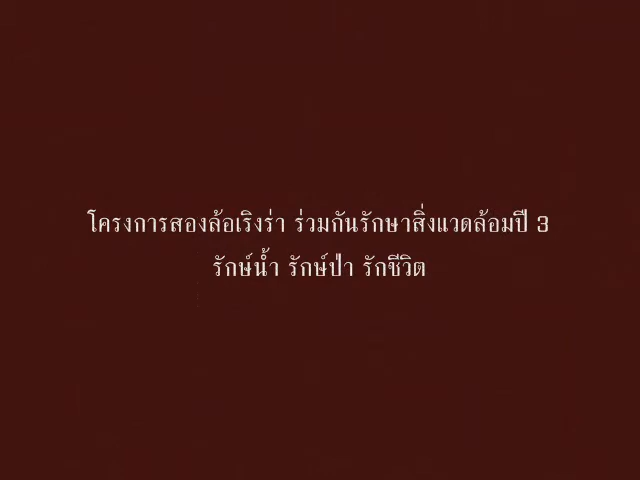 โครงการสองล้อเริงร่า ร่วมกันรักษาสิ่งแวดล้อมปี 3
รักษ์น้ำ รักษ์ป่า รักชีวิต